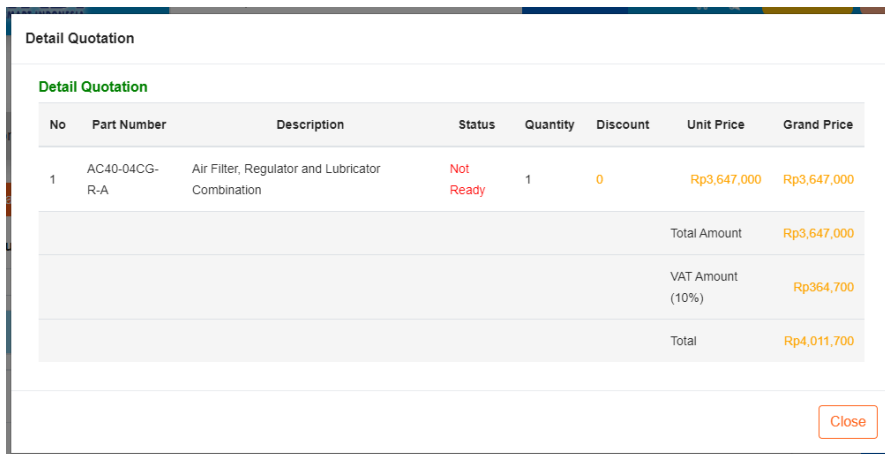 Detail Quotation
Detail Quotation
No Part Number Description Status Quantity Discount Unit Price Grand Price
1 AC40-04CG- Air Filter, Regulator and Lubricator Not 1 0 Rp3,647,000 Rp3,647,000
R-A Combination Ready
Total Amount Rp3,647,000
VAT Amount Rp364,700
(10%)
Total Rp4,011,700
Close